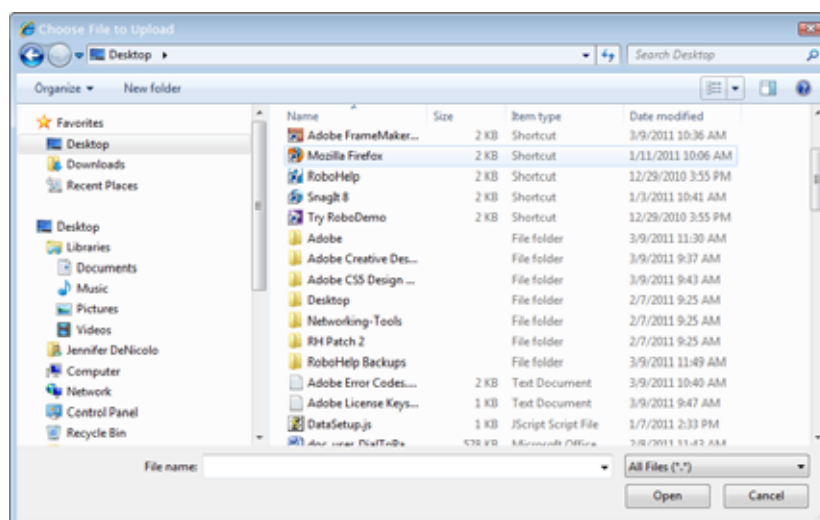 Choose File to Upload
Desktop
Search Desktop
Organize
New folder
Favorites
Desktop
Downloads
Recent Places
Desktop
Libraries
Documents
Music
Pictures
Videos
Jennifer DeNicolo
Computer
Network
Control Panel
Recycle Bin
Name Size Item type Date modified
Adobe FrameMaker... 2 KB Shortcut 3/9/2011 10:36 AM
Mozilla Firefox 2 KB Shortcut 1/11/2011 10:06 AM
RoboHelp 2 KB Shortcut 12/29/2010 3:55 PM
SnagIt 8 2 KB Shortcut 1/3/2011 10:41 AM
Try RoboDemo 2 KB Shortcut 12/29/2010 3:55 PM
Adobe File folder 3/9/2011 11:30 AM
Adobe Creative Des... File folder 3/9/2011 9:37 AM
Adobe CS5 Design ... File folder 3/9/2011 9:43 AM
Desktop File folder 2/7/2011 9:25 AM
Networking-Tools File folder 2/7/2011 9:25 AM
RH Patch 2 File folder 2/7/2011 9:25 AM
RoboHelp Backups File folder 3/9/2011 11:49 AM
Adobe Error Codes.... 2 KB Text Document 3/9/2011 10:40 AM
Adobe License Keys... 1 KB Text Document 3/9/2011 9:47 AM
DataSetup.js 1 KB JScript Script File 1/7/2011 2:33 PM
578 KB Microsoft Office 2/8/2011 11:43 AM
File name:
All Files (*.*)
Open
Cancel